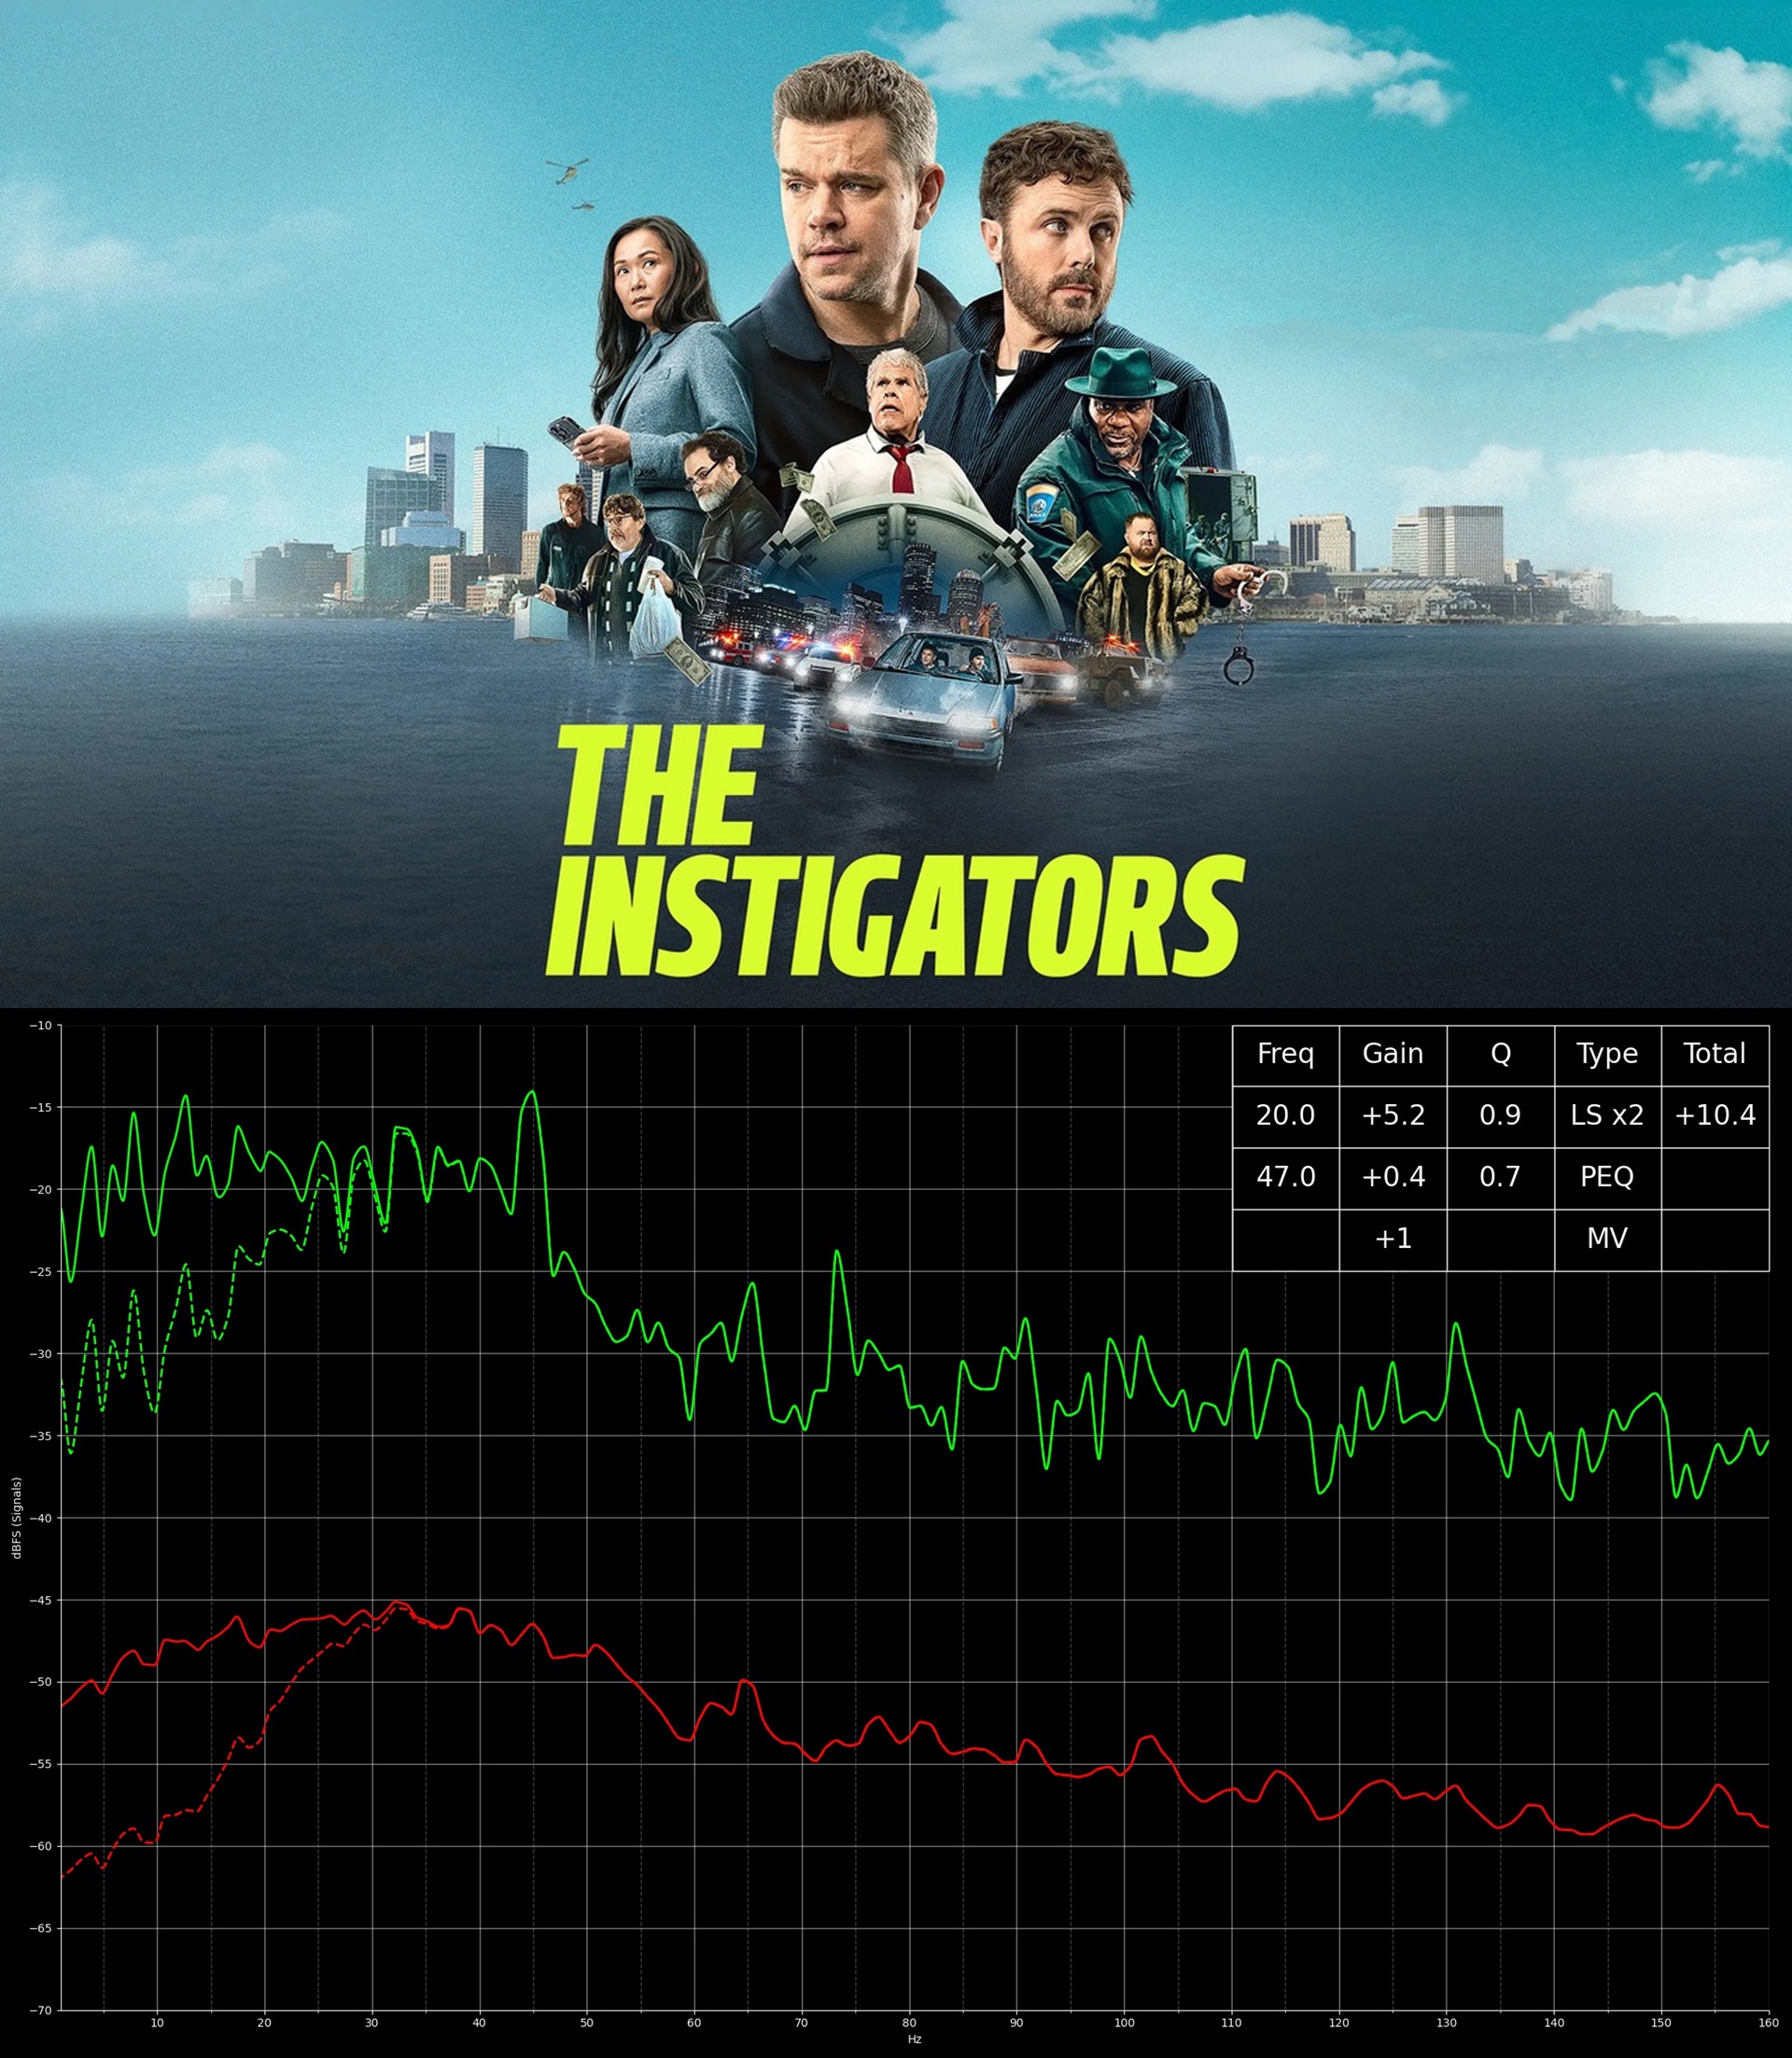 THE
INSTIGATORS
Freq Gain Q Type Total
20.0 +5.2 0.9 LS x2 +10.4
47.0 +0.4 0.7 PEQ
+1 MV
−10
−15
−20
−25
−30
−35
−40
−45
−50
−55
−60
−65
−70
dBFS (Signals)
10 20 30 40 50 60 70 80 90 100 110 120 130 140 150 160
Hz